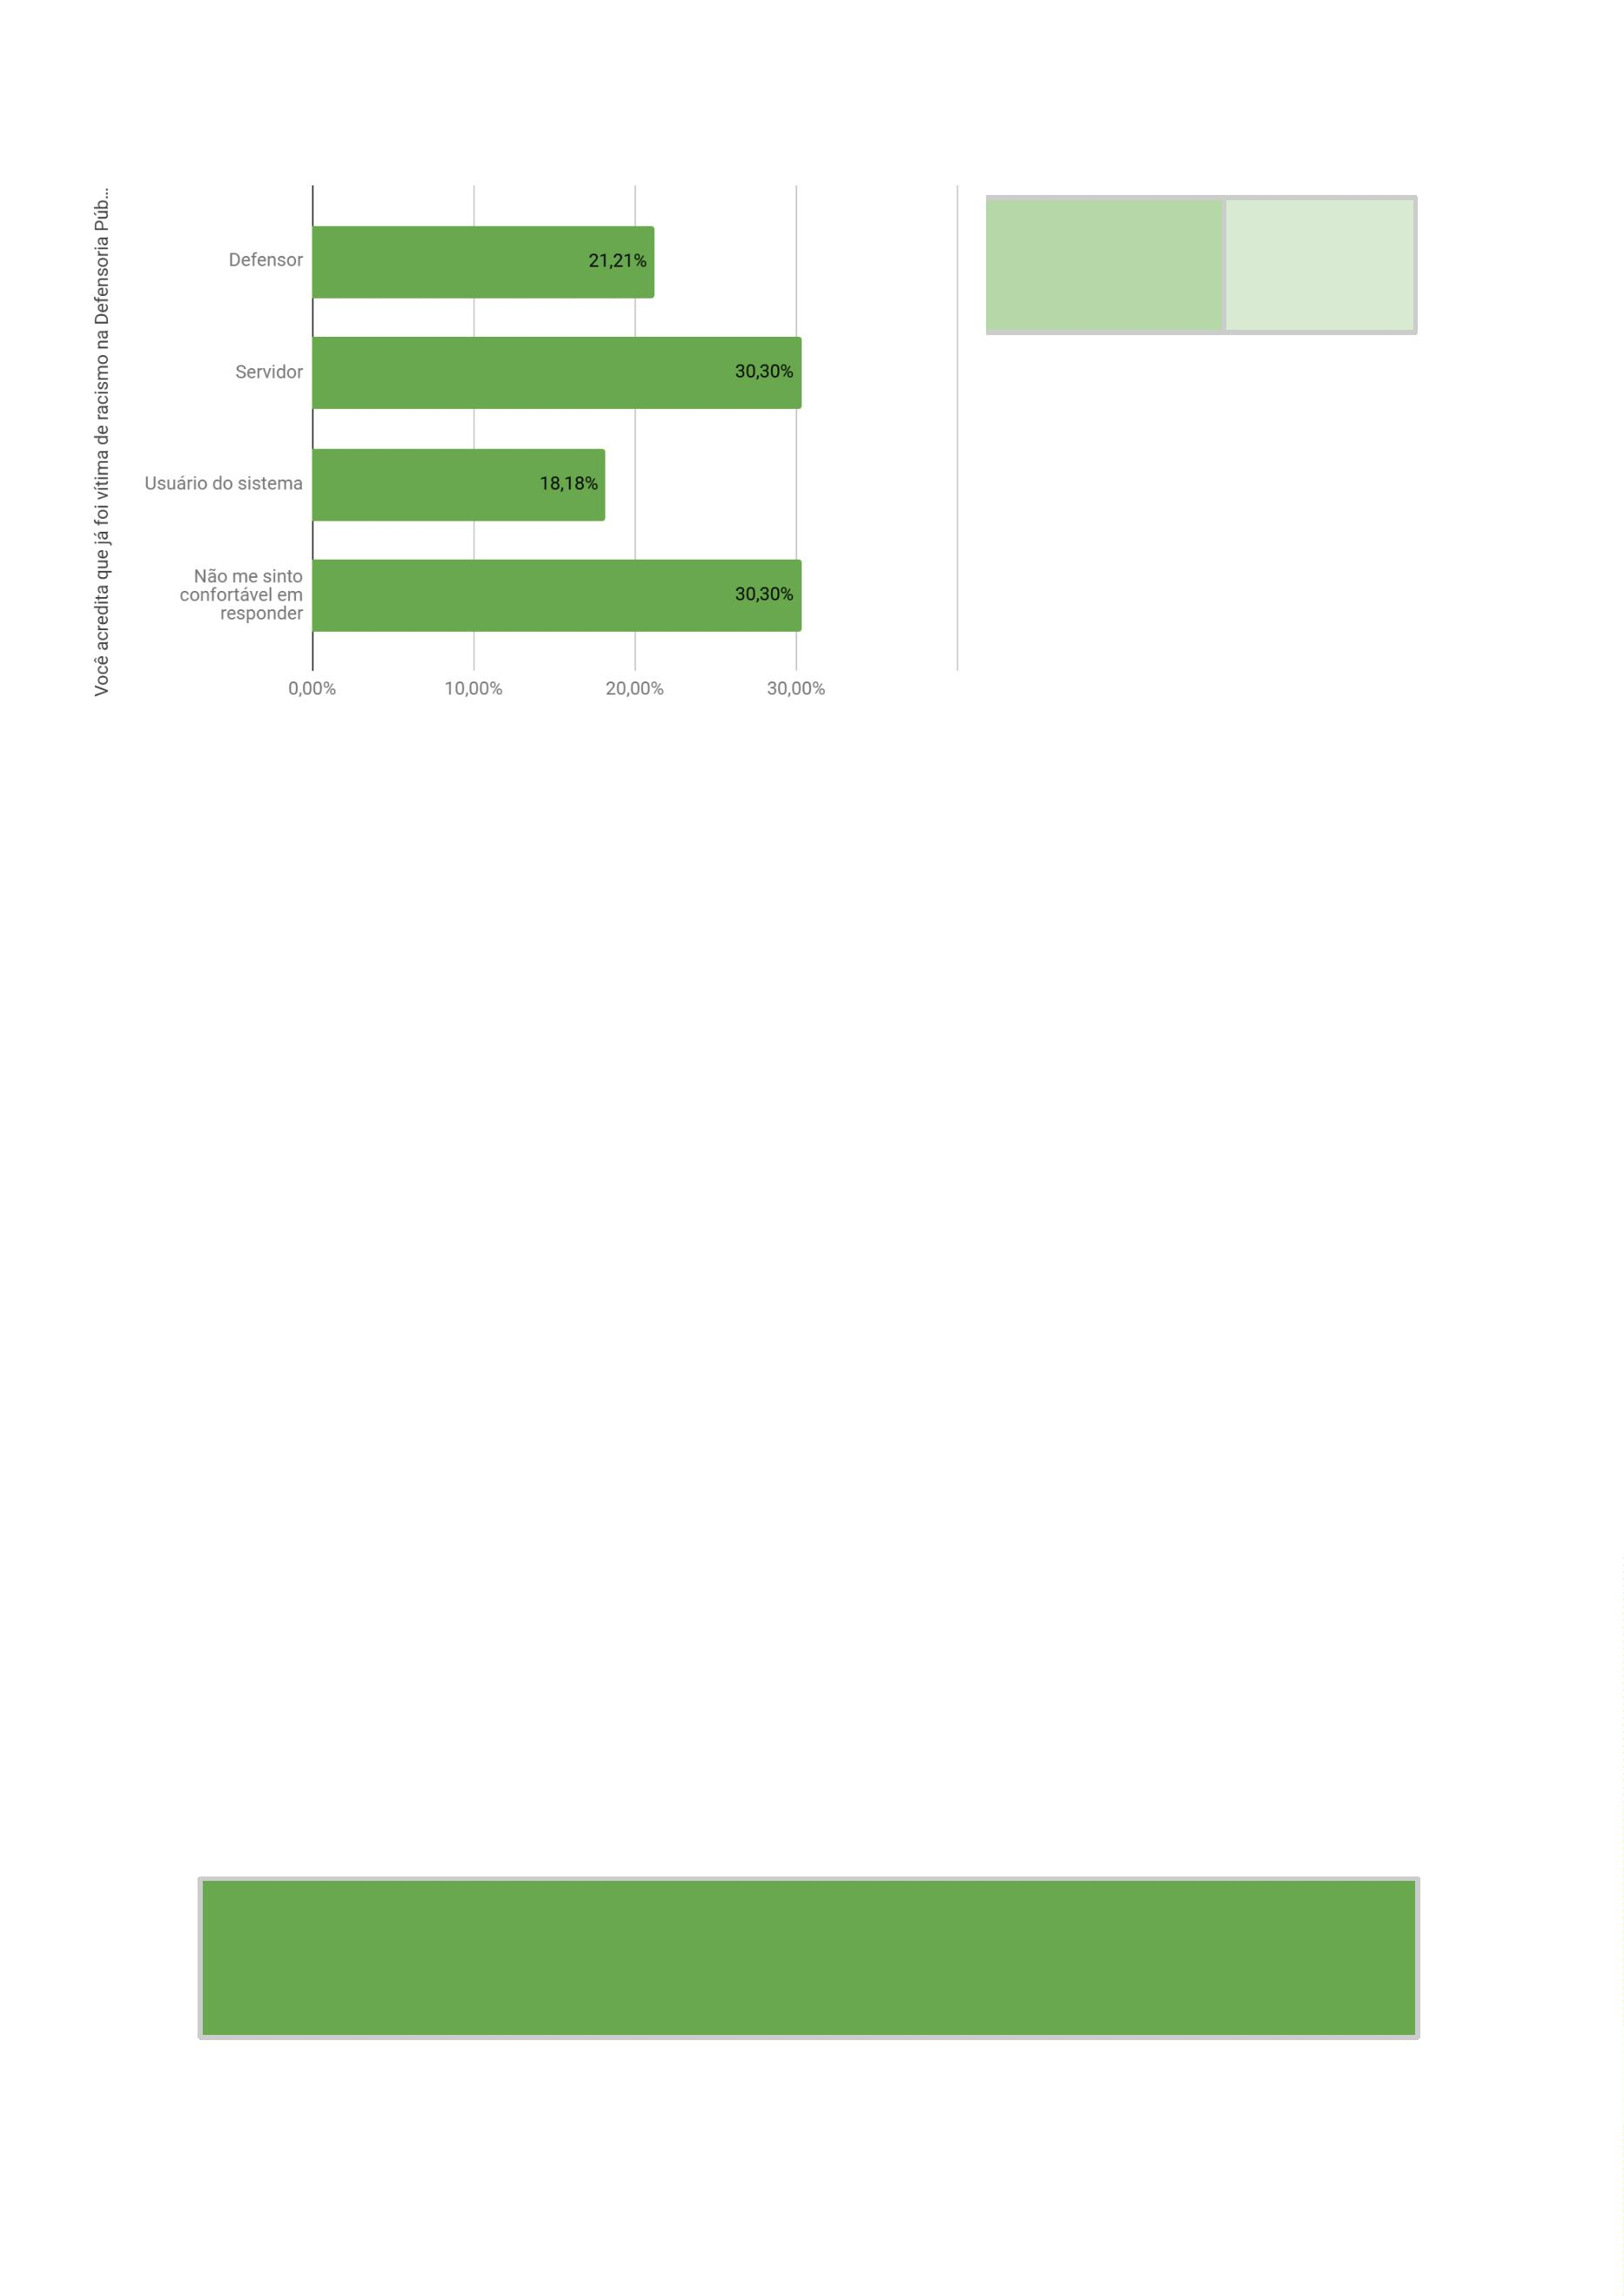 Você acredita que já foi vítima de racismo na Defensoria Púb...
Defensor
21,21%
Servidor
30,30%
Usuário do sistema
18,18%
Não me sinto
confortável em
responder
30,30%
0,00%
10,00%
20,00%
30,00%